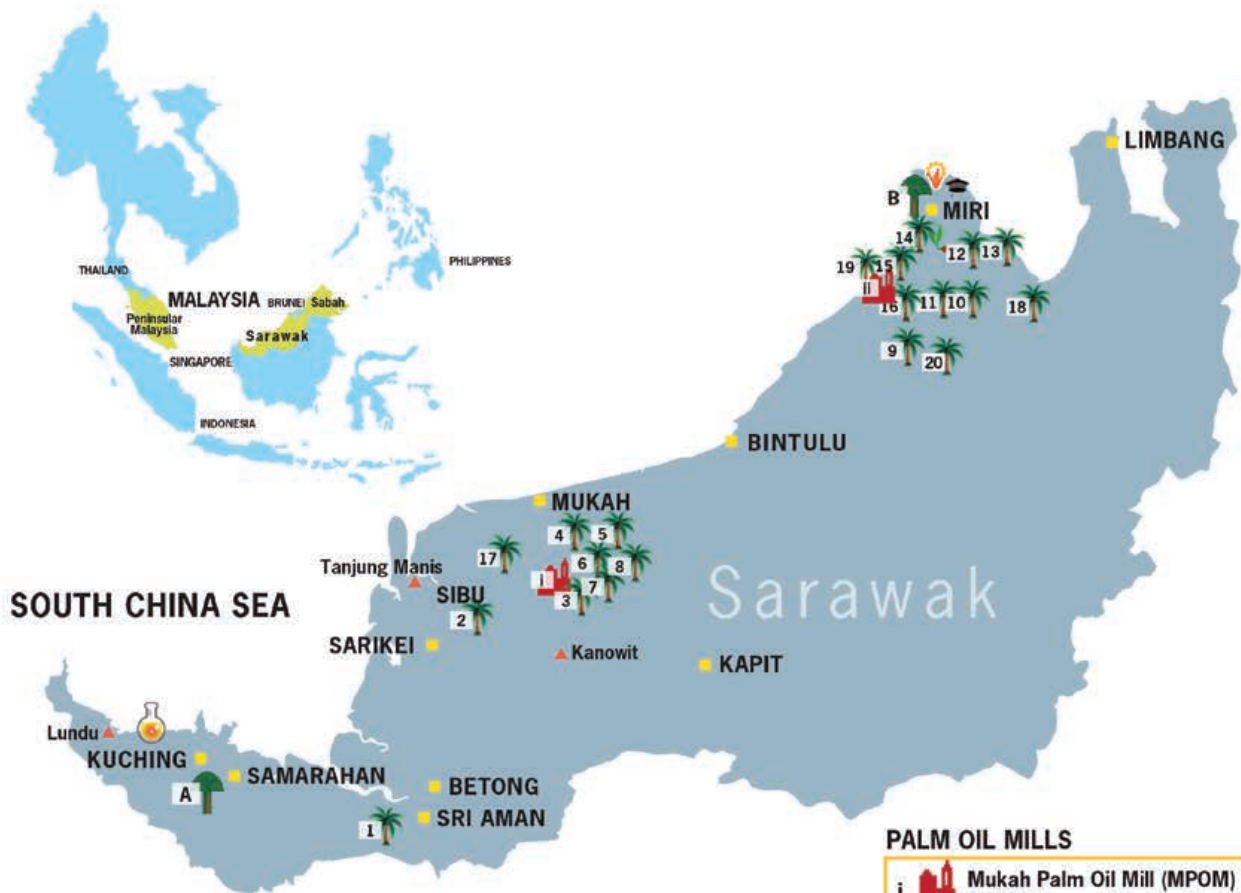 THAILAND
PHILIPPINES
MALAYSIA
BRUNEI
Sabah
Peninsular
Malaysia
Sarawak
SINGAPORE
INDONESIA
LIMBANG
B
MIRI
14
12
13
19
15
ii
16
11
10
18
9
20
BINTULU
MUKAH
4
5
17
6
8
Tanjung Manis
i
7
SIBU
3
2
SOUTH CHINA SEA
Sarawak
SARIKEI
Kanowit
KAPIT
Lundu
KUCHING
SAMARAHAN
A
BETONG
1
SRI AMAN
PALM OIL MILLS
i Mukah Palm Oil Mill (MPOM)